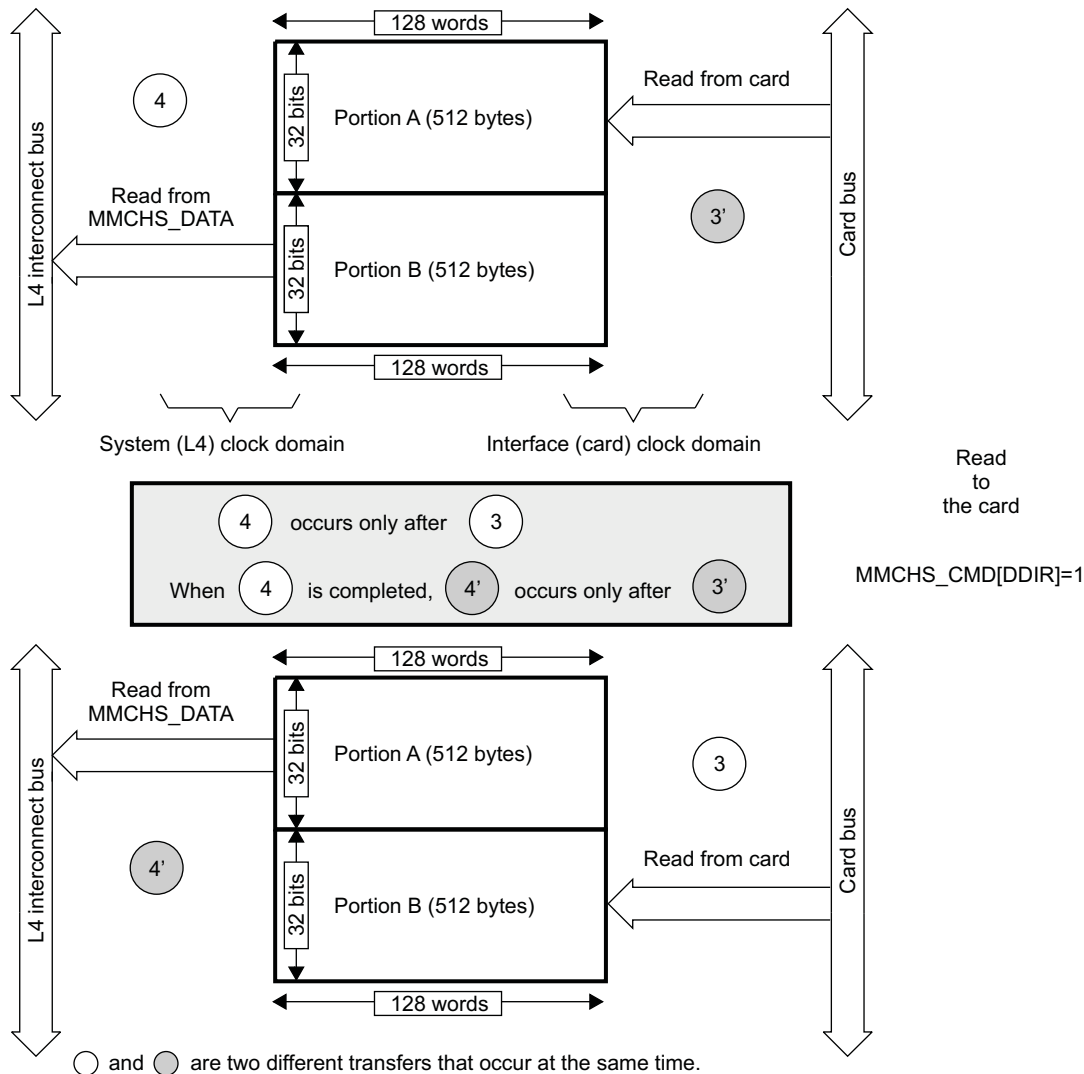 128 words
L4 interconnect bus
4
32 bits
Portion A (512 bytes)
Read from card
Card bus
Read from
MMCHS_DATA
3’
32 bits
Portion B (512 bytes)
128 words
System (L4) clock domain
Interface (card) clock domain
Read
to
the card
4 occurs only after 3
When 4 is completed, 4’ occurs only after 3’
MMCHS_CMD[DDIR]=1
128 words
L4 interconnect bus
Read from
MMCHS_DATA
32 bits
Portion A (512 bytes)
3
Card bus
4’
32 bits
Portion B (512 bytes)
Read from card
128 words
and are two different transfers that occur at the same time.